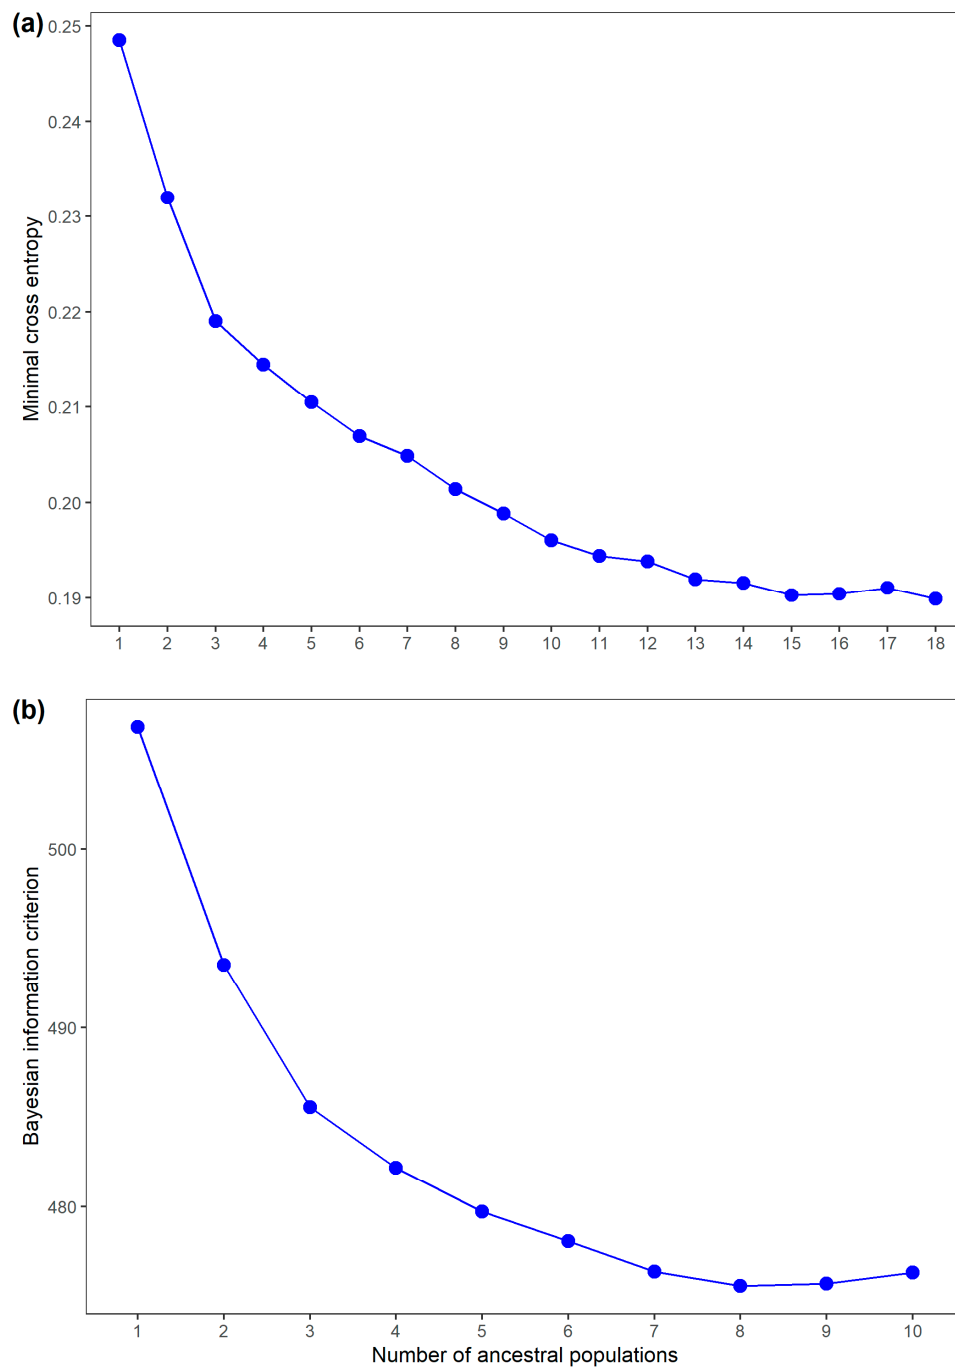 (a)
Minimal cross entropy
0.25
0.24
0.23
0.22
0.21
0.20
0.19
1 2 3 4 5 6 7 8 9 10 11 12 13 14 15 16 17 18
(b)
Bayesian information criterion
500
490
480
1 2 3 4 5 6 7 8 9 10
Number of ancestral populations